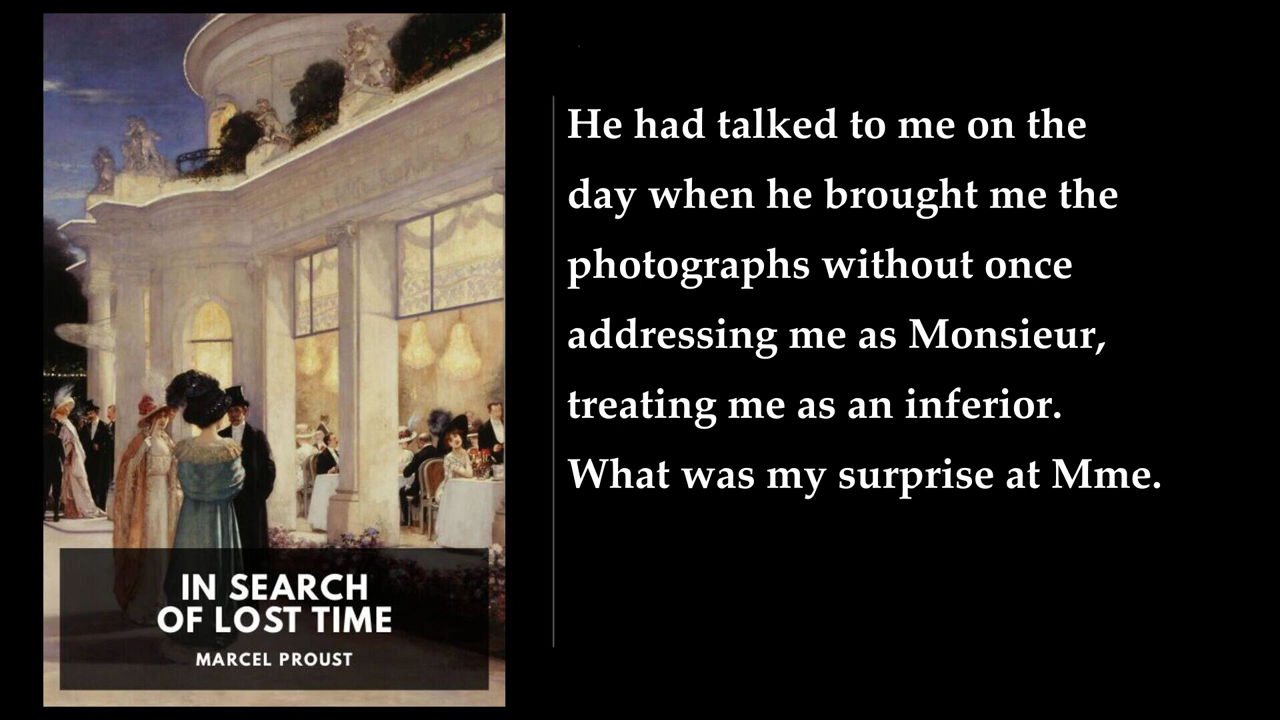 IN SEARCH
OF LOST TIME
MARCEL PROUST
He had talked to me on the
day when he brought me the
photographs without once
addressing me as Monsieur,
treating me as an inferior.
What was my surprise at Mme.